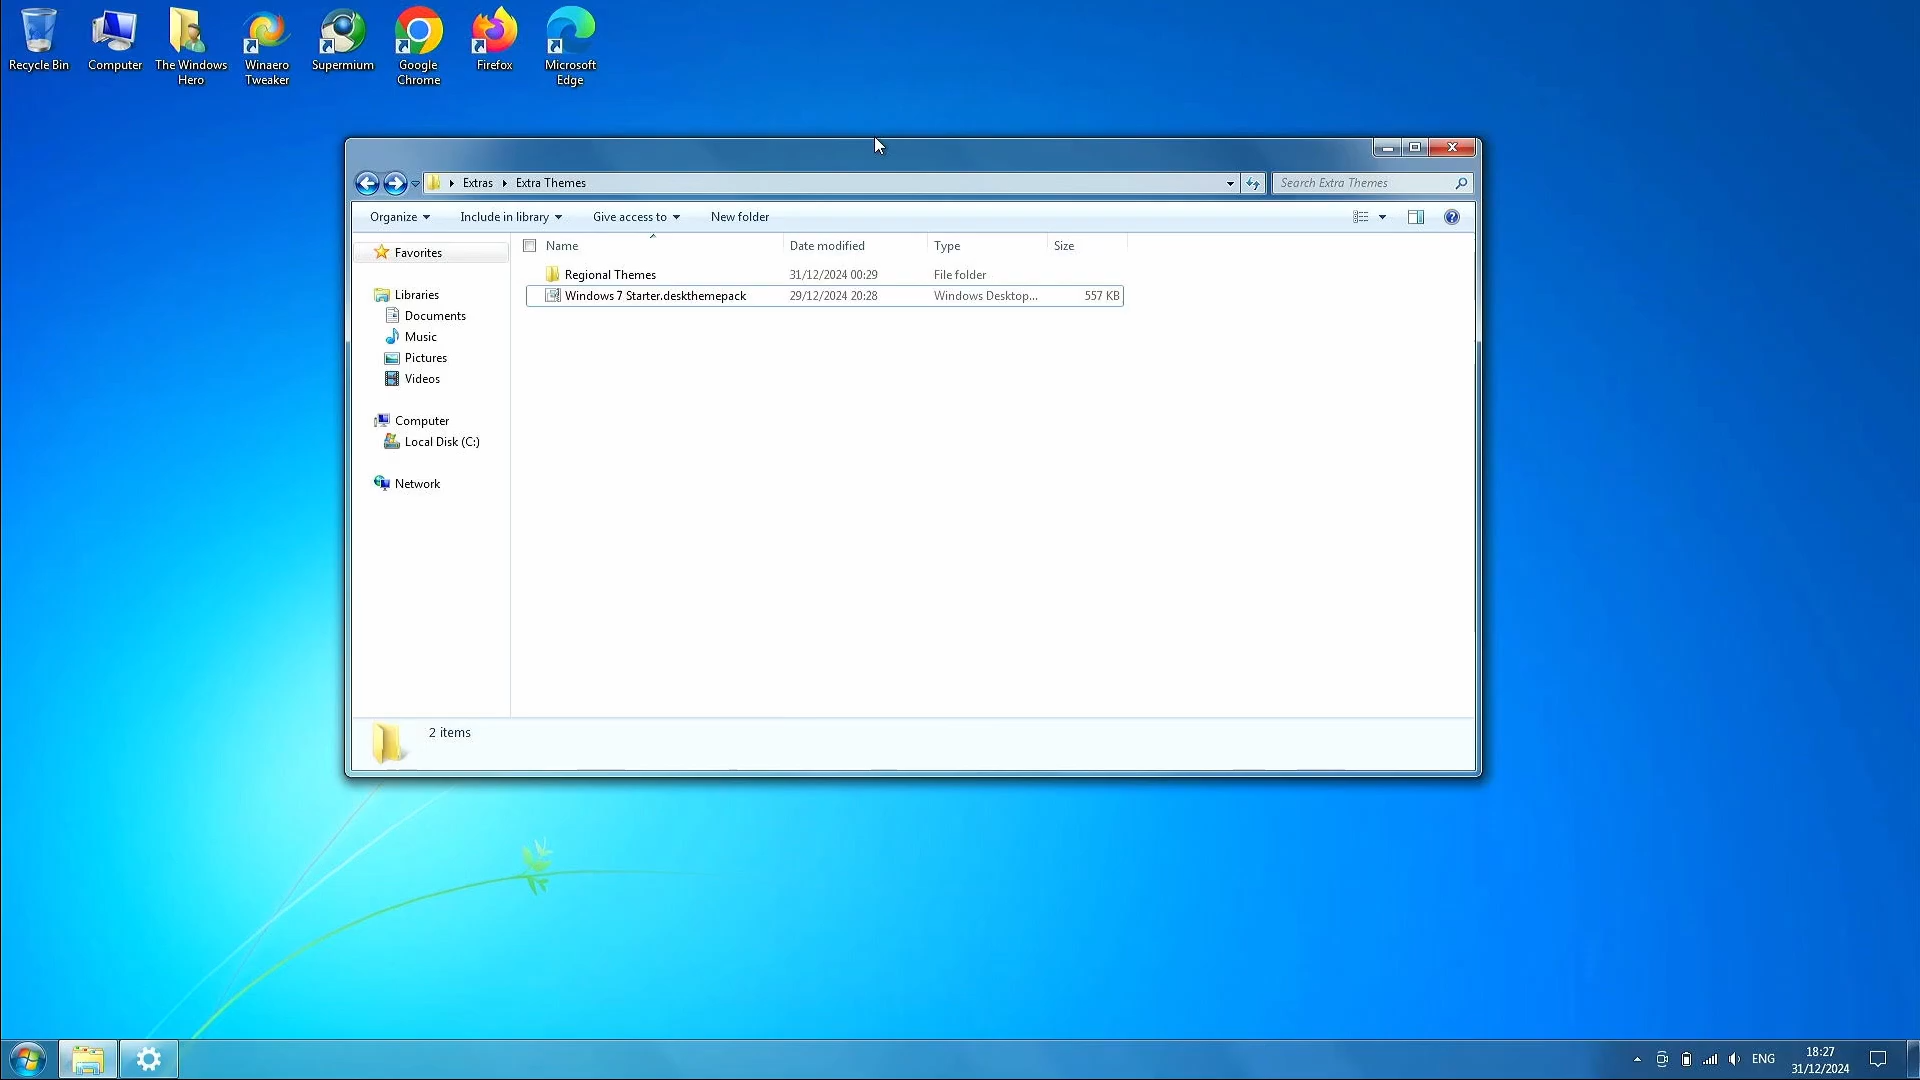 Recycle Bin
Computer
The Windows
Hero
Winaero
Tweaker
Supermium
Google
Chrome
Firefox
Microsoft
Edge
Extras
Extra Themes
Search Extra Themes
Organize
Include in library
Give access to
New folder
Name
Date modified
Type
Size
Favorites
Regional Themes
31/12/2024 00:29
File folder
Windows 7 Starter.deskthemepack
29/12/2024 20:28
Windows Desktop...
557 KB
Libraries
Documents
Music
Pictures
Videos
Computer
Local Disk (C:)
Network
2 items
ENG
18:27
31/12/2024